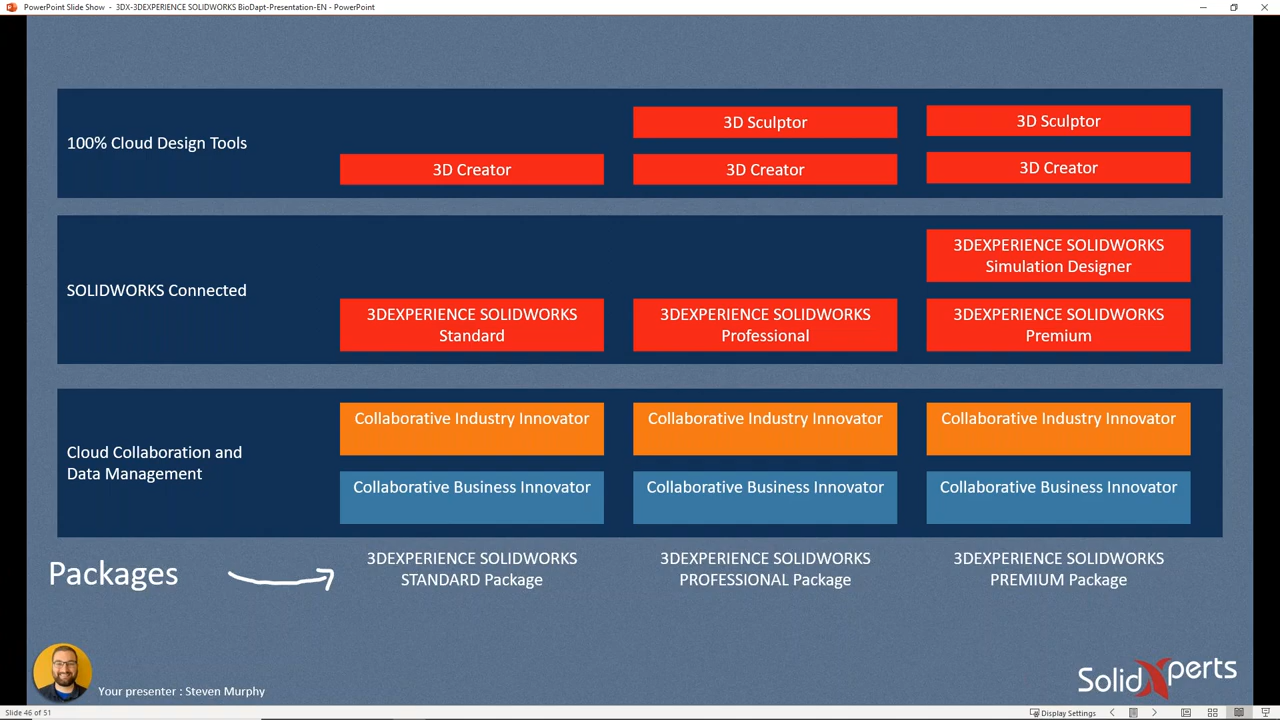 PowerPoint Slide Show - 3DX-3DEXPERIENCE SOLIDWORKS BioDapt-Presentation-EN - PowerPoint
100% Cloud Design Tools
3D Creator
3D Sculptor
3D Creator
3D Sculptor
3D Creator
SOLIDWORKS Connected
3DEXPERIENCE SOLIDWORKS
Standard
3DEXPERIENCE SOLIDWORKS
Professional
3DEXPERIENCE SOLIDWORKS
Simulation Designer
3DEXPERIENCE SOLIDWORKS
Premium
Cloud Collaboration and
Data Management
Collaborative Industry Innovator
Collaborative Business Innovator
Collaborative Industry Innovator
Collaborative Business Innovator
Collaborative Industry Innovator
Collaborative Business Innovator
Packages
3DEXPERIENCE SOLIDWORKS
STANDARD Package
3DEXPERIENCE SOLIDWORKS
PROFESSIONAL Package
3DEXPERIENCE SOLIDWORKS
PREMIUM Package
Your presenter : Steven Murphy
SolidXperts
Slide 46 of 51
Display Settings